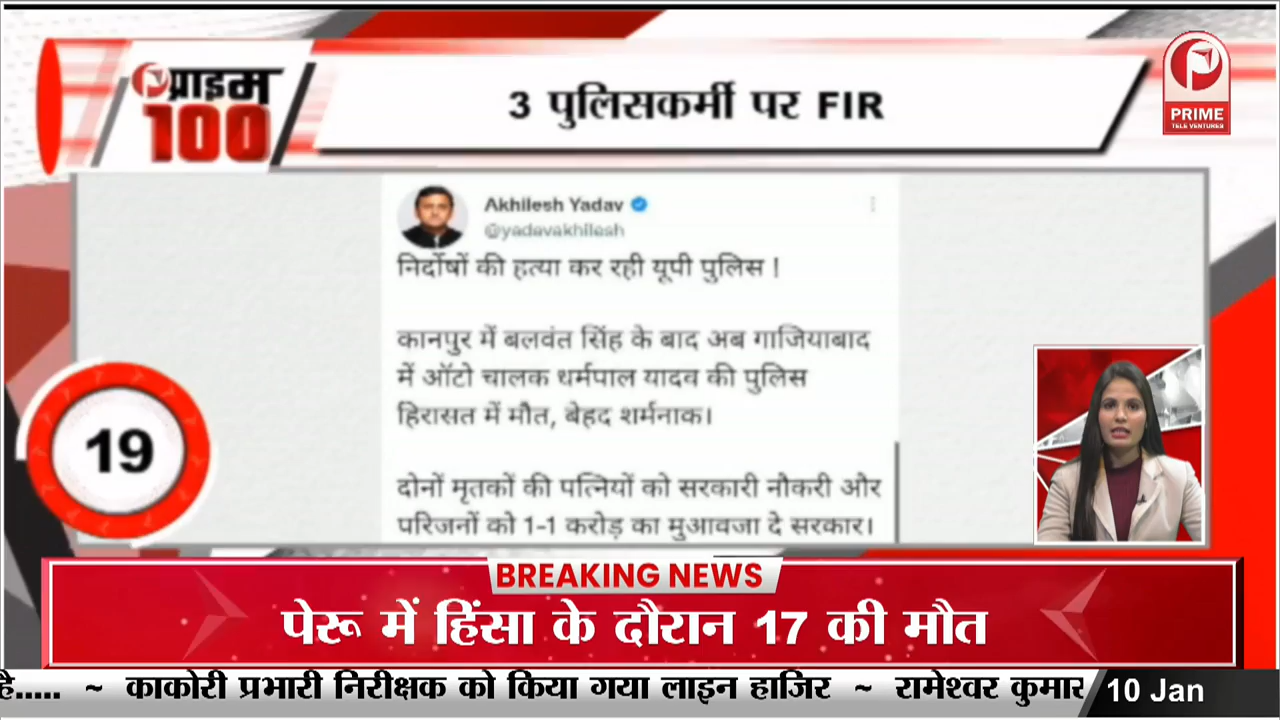 प्राइम
100
3 पुलिसकर्मी पर FIR
PRIME
TELE VENTURES
Akhilesh Yadav
@yadavakhilesh
निर्दोषों की हत्या कर रही यूपी पुलिस !
कानपुर में बलवंत सिंह के बाद अब गाजियाबाद
में ऑटो चालक धर्मपाल यादव की पुलिस
हिरासत में मौत, बेहद शर्मनाक।
दोनों मृतकों की पत्नियों को सरकारी नौकरी और
परिजनों को 1-1 करोड़ का मुआवजा दे सरकार।
19
BREAKING NEWS
पेरू में हिंसा के दौरान 17 की मौत
है..... ~ काकोरी प्रभारी निरीक्षक को किया गया लाइन हाजिर ~ रामेश्वर कुमार
10 Jan